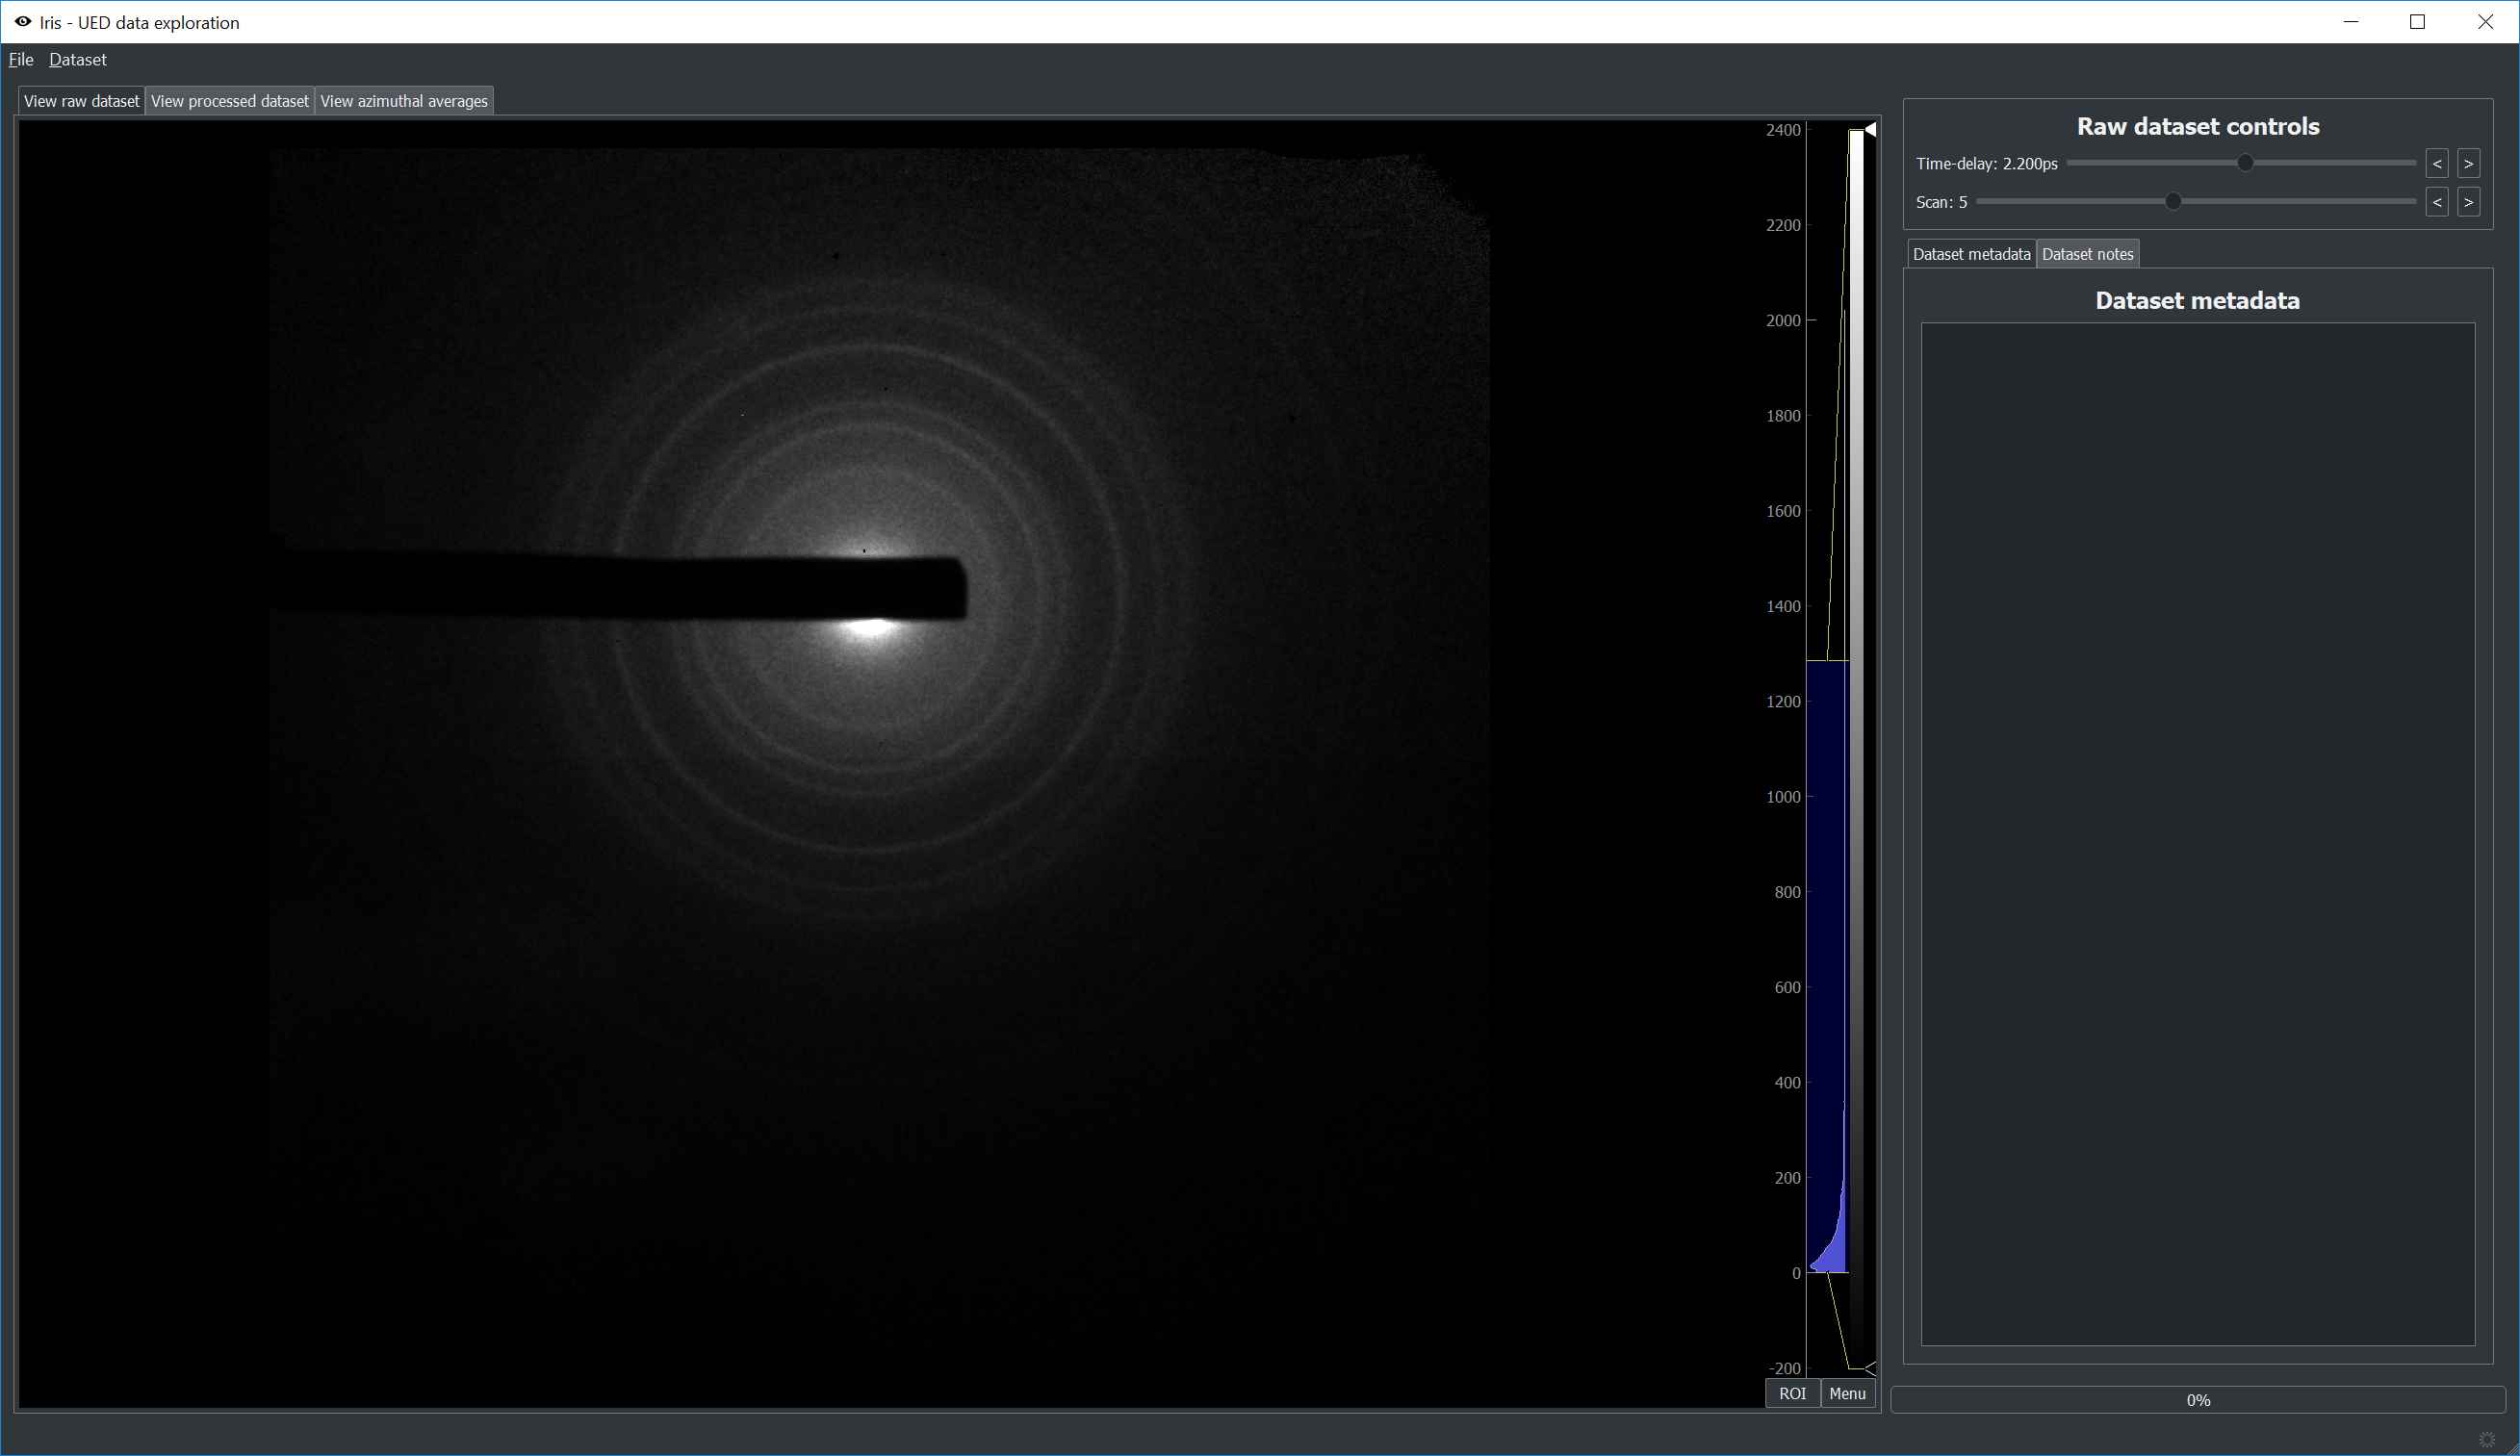 Iris - UED data exploration
File Dataset
View raw dataset View processed dataset View azimuthal averages
2400
2200
2000
1800
1600
1400
1200
1000
800
600
400
200
0
-200
ROI Menu
Raw dataset controls
Time-delay: 2.200ps < >
Scan: 5 < >
Dataset metadata Dataset notes
Dataset metadata
0%